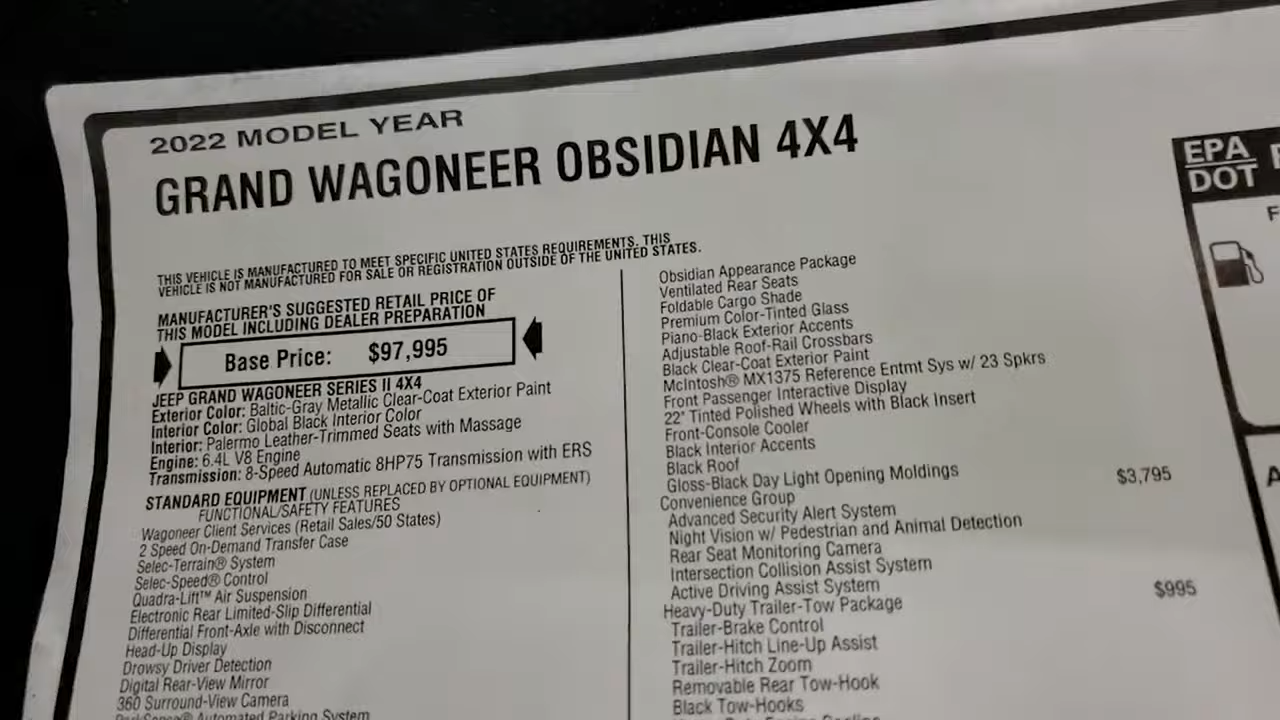 2022 MODEL YEAR
GRAND WAGONEER OBSIDIAN 4X4
THIS VEHICLE IS MANUFACTURED TO MEET SPECIFIC UNITED STATES REQUIREMENTS. THIS
VEHICLE IS NOT MANUFACTURED FOR SALE OR REGISTRATION OUTSIDE OF THE UNITED STATES.
MANUFACTURER'S SUGGESTED RETAIL PRICE OF
THIS MODEL INCLUDING DEALER PREPARATION
Base Price: $97,995
JEEP GRAND WAGONEER SERIES II 4X4
Exterior Color: Baltic-Gray Metallic Clear-Coat Exterior Paint
Interior Color: Global Black Interior Color
Interior: Palermo Leather-Trimmed Seats with Massage
Engine: 6.4L V8 Engine
Transmission: 8-Speed Automatic 8HP75 Transmission with ERS
STANDARD EQUIPMENT (UNLESS REPLACED BY OPTIONAL EQUIPMENT)
FUNCTIONAL/SAFETY FEATURES
Wagoneer Client Services (Retail Sales/50 States)
2 Speed On-Demand Transfer Case
Selec-Terrain® System
Selec-Speed® Control
Quadra-Lift™ Air Suspension
Electronic Rear Limited-Slip Differential
Differential Front-Axle with Disconnect
Head-Up Display
Drowsy Driver Detection
Digital Rear-View Mirror
360 Surround-View Camera
ParkSense® Automated Parking System
Obsidian Appearance Package
Ventilated Rear Seats
Foldable Cargo Shade
Premium Color-Tinted Glass
Piano-Black Exterior Accents
Adjustable Roof-Rail Crossbars
Black Clear-Coat Exterior Paint
McIntosh® MX1375 Reference Entmt Sys w/ 23 Spkrs
Front Passenger Interactive Display
22" Tinted Polished Wheels with Black Insert
Front-Console Cooler
Black Interior Accents
Black Roof
Gloss-Black Day Light Opening Moldings
Convenience Group $3,795
Advanced Security Alert System
Night Vision w/ Pedestrian and Animal Detection
Rear Seat Monitoring Camera
Intersection Collision Assist System
Active Driving Assist System
Heavy-Duty Trailer-Tow Package $995
Trailer-Brake Control
Trailer-Hitch Line-Up Assist
Trailer-Hitch Zoom
Removable Rear Tow-Hook
Black Tow-Hooks
EPA
DOT